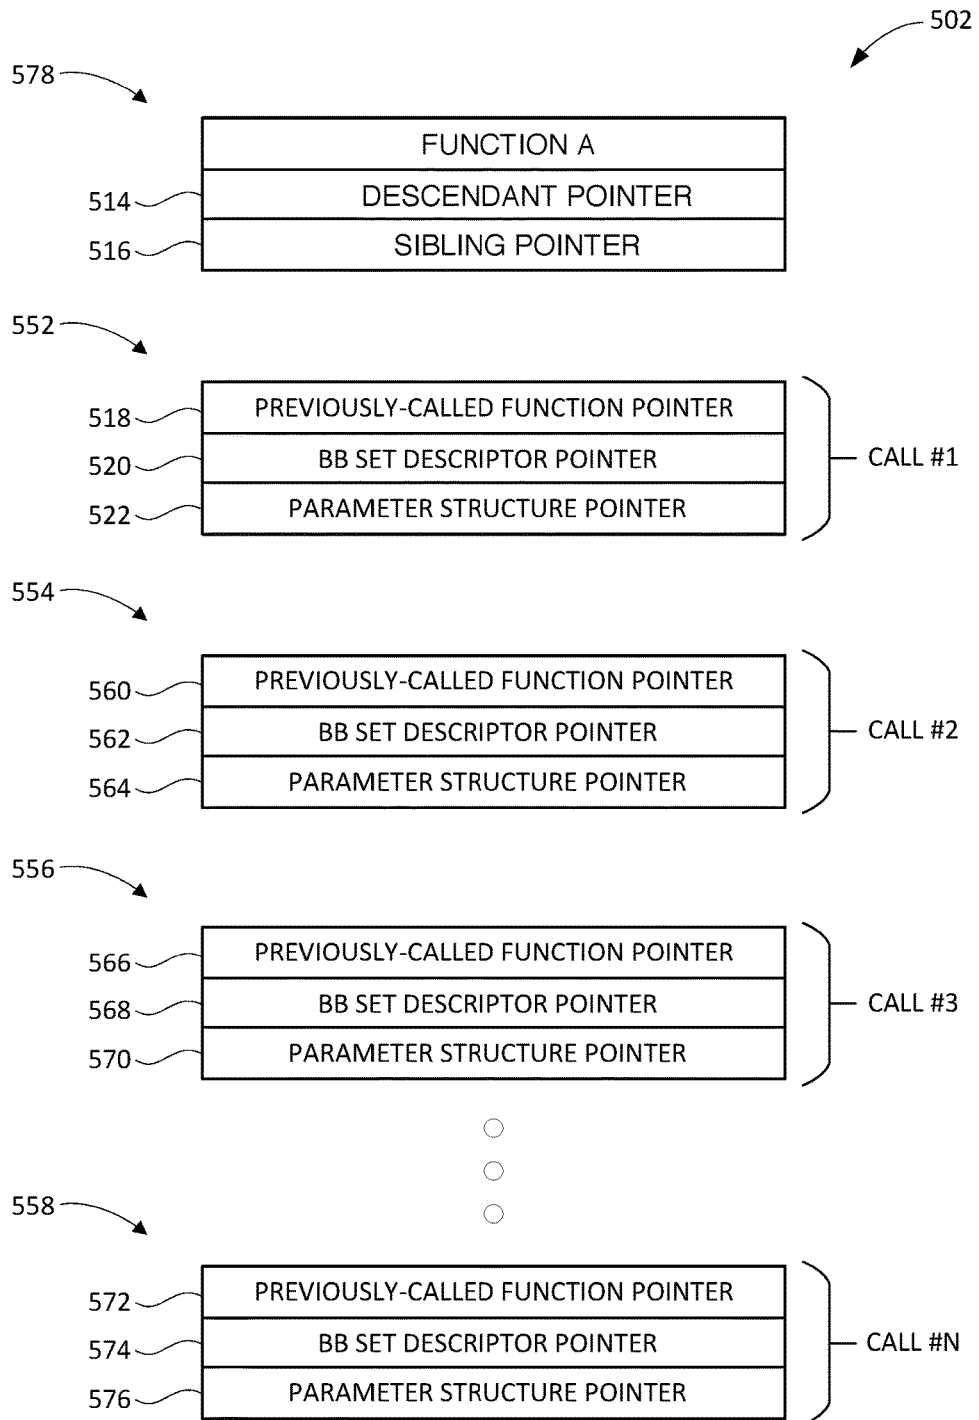 502
578
FUNCTION A
514 DESCENDANT POINTER
516 SIBLING POINTER
552
518 PREVIOUSLY-CALLED FUNCTION POINTER
520 BB SET DESCRIPTOR POINTER CALL #1
522 PARAMETER STRUCTURE POINTER
554
560 PREVIOUSLY-CALLED FUNCTION POINTER
562 BB SET DESCRIPTOR POINTER CALL #2
564 PARAMETER STRUCTURE POINTER
556
566 PREVIOUSLY-CALLED FUNCTION POINTER
568 BB SET DESCRIPTOR POINTER CALL #3
570 PARAMETER STRUCTURE POINTER
558
572 PREVIOUSLY-CALLED FUNCTION POINTER
574 BB SET DESCRIPTOR POINTER CALL #N
576 PARAMETER STRUCTURE POINTER